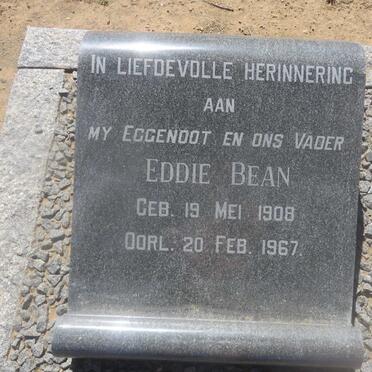 IN LIEFDEVOLLE HERINNERING
AAN
MY EGGENOOT EN ONS VADER
EDDIE BEAN
GEB. 19 MEI 1908
OORL. 20 FEB. 1967.